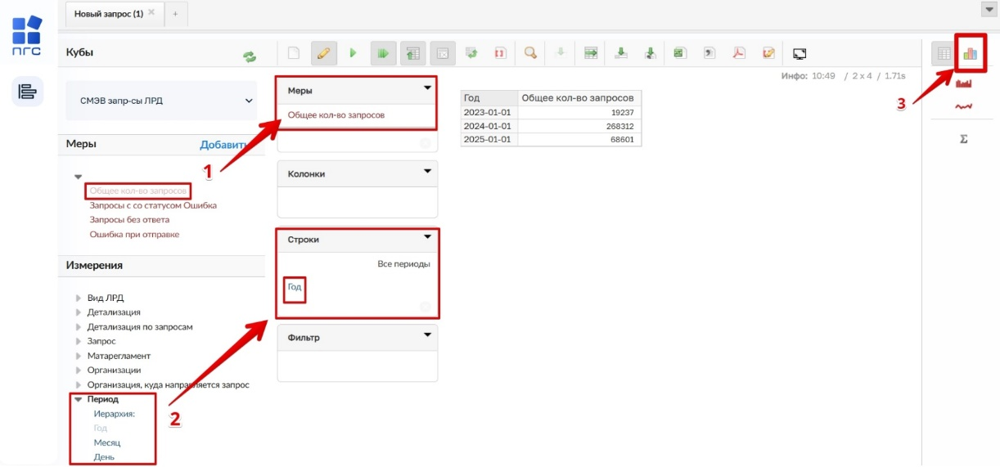 Новый запрос (1) × +
пгс
Кубы
Инфо: 10:49 / 2 x 4 / 1.71s
СМЭВ запр-сы ЛРД
Меры
Добавить
Общее кол-во запросов
Запросы с со статусом Ошибка
Запросы без ответа
Ошибка при отправке
Измерения
Вид ЛРД
Детализация
Детализация по запросам
Запрос
Матарегламент
Организации
Организация, куда направляется запрос
Период
Иерархия:
Год
Месяц
День
Меры
Общее кол-во запросов
Колонки
Строки
Все периоды
Год
Фильтр
Год Общее кол-во запросов
2023-01-01 19237
2024-01-01 268312
2025-01-01 68601
Σ
1
2
3